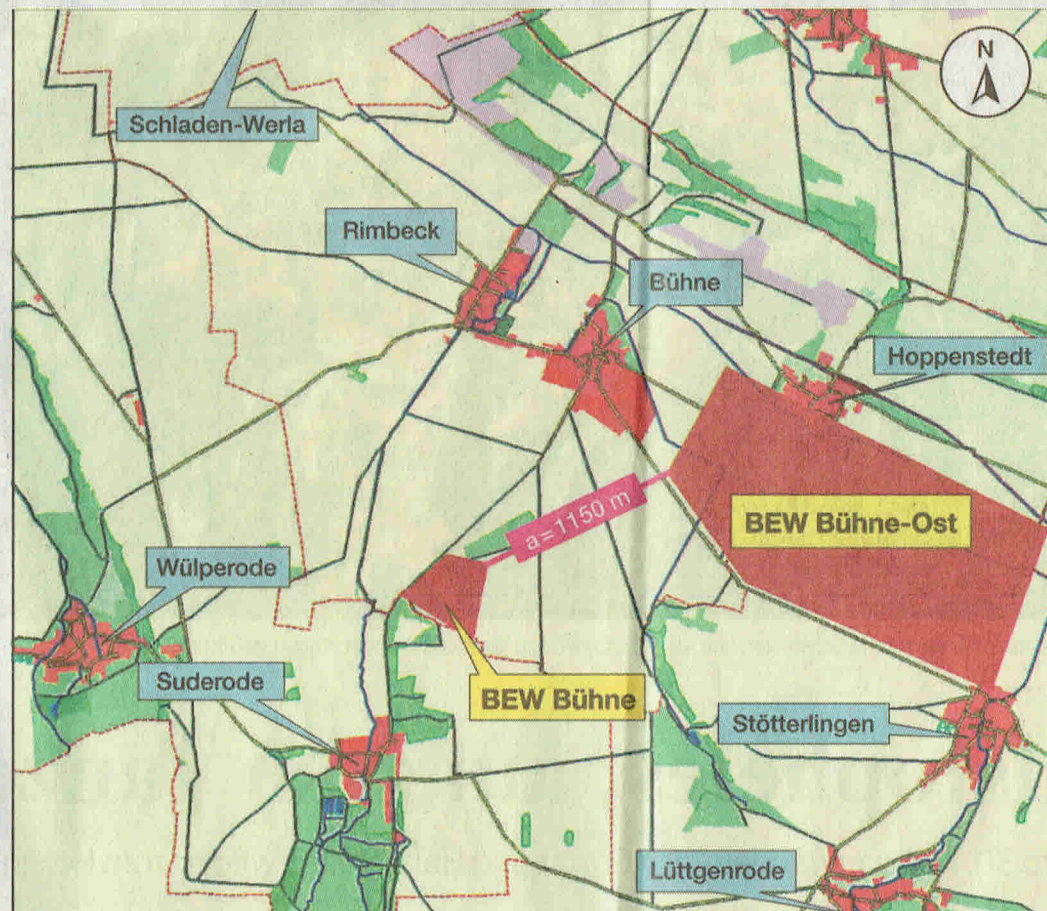 N
Schladen-Werla
Rimbeck
Bühne
Hoppenstedt
a=1150 m
BEW Bühne-Ost
Wülperode
Suderode
BEW Bühne
Stötterlingen
Lüttgenrode